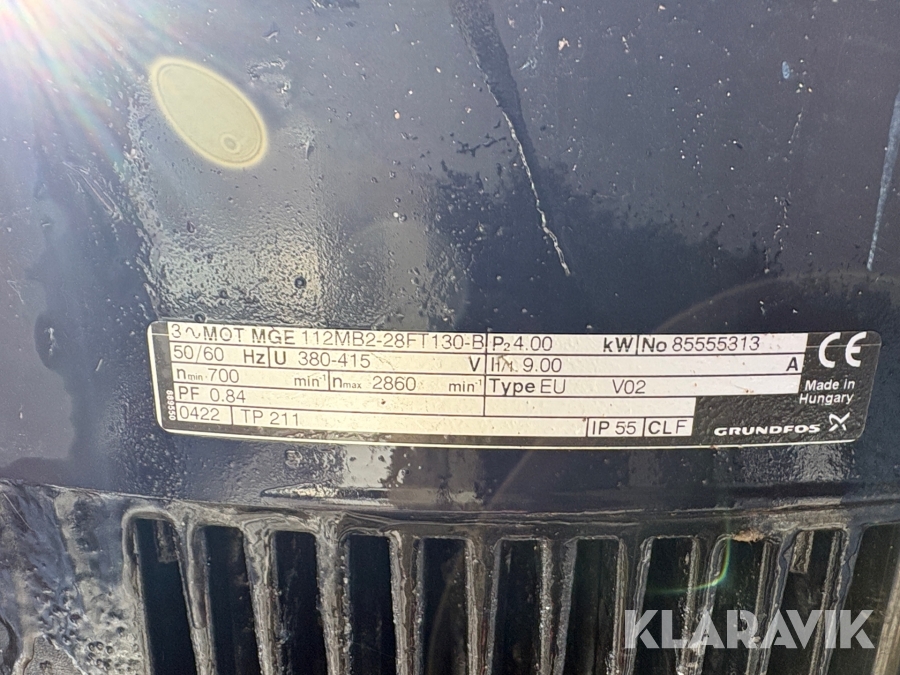 3∿MOT MGE 112MB2-28FT130-B P₂ 4.00 kW No 85555313
50/60 Hz U 380-415 V I1/1 9.00 A
nmin 700 min⁻¹ nmax 2860 min⁻¹ Type EU V02
PF 0.84
0422 TP 211 IP 55 CL F
CE
Made in
Hungary
GRUNDFOS
KLARAVIK